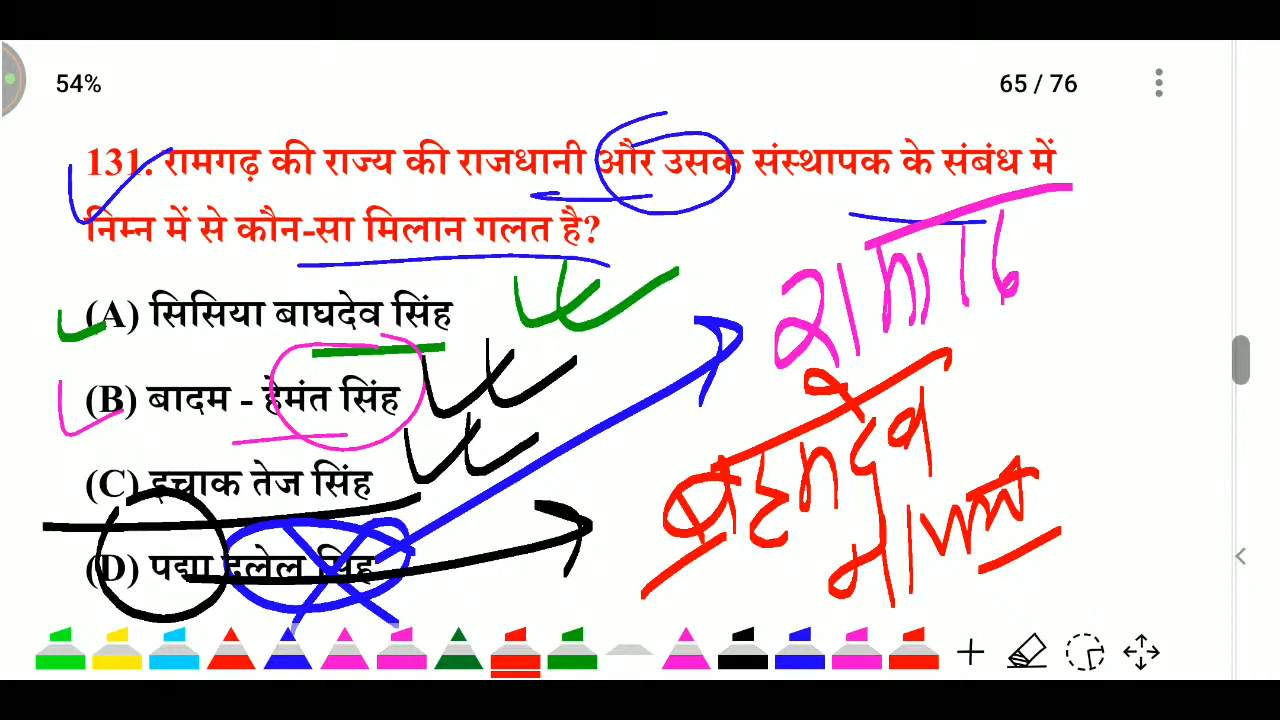 54%
65 / 76
131. रामगढ़ की राज्य की राजधानी और उसक संस्थापक के संबंध में
निम्न में से कौन-सा मिलान गलत है?
(A) सिसिया बाघदेव सिंह
(B) बादम - हेमंत सिंह
(C) इचाक तेज सिंह
(D) पद्मा दलेल सिंह